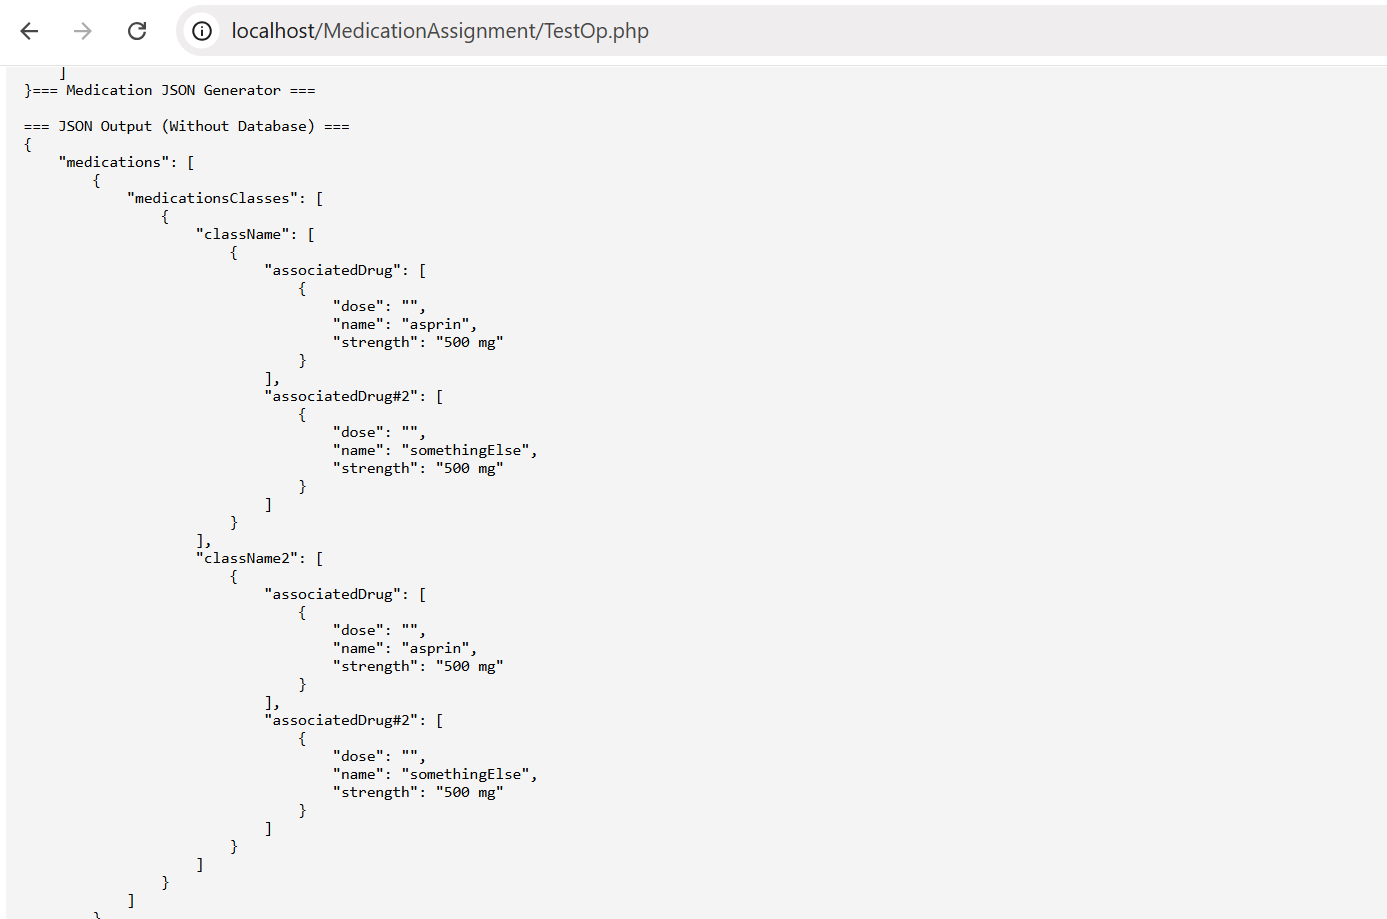 localhost/MedicationAssignment/TestOp.php
    ]
}=== Medication JSON Generator ===

=== JSON Output (Without Database) ===
{
    "medications": [
        {
            "medicationsClasses": [
                {
                    "className": [
                        {
                            "associatedDrug": [
                                {
                                    "dose": "",
                                    "name": "asprin",
                                    "strength": "500 mg"
                                }
                            ],
                            "associatedDrug#2": [
                                {
                                    "dose": "",
                                    "name": "somethingElse",
                                    "strength": "500 mg"
                                }
                            ]
                        }
                    ],
                    "className2": [
                        {
                            "associatedDrug": [
                                {
                                    "dose": "",
                                    "name": "asprin",
                                    "strength": "500 mg"
                                }
                            ],
                            "associatedDrug#2": [
                                {
                                    "dose": "",
                                    "name": "somethingElse",
                                    "strength": "500 mg"
                                }
                            ]
                        }
                    ]
                }
            ]
        }